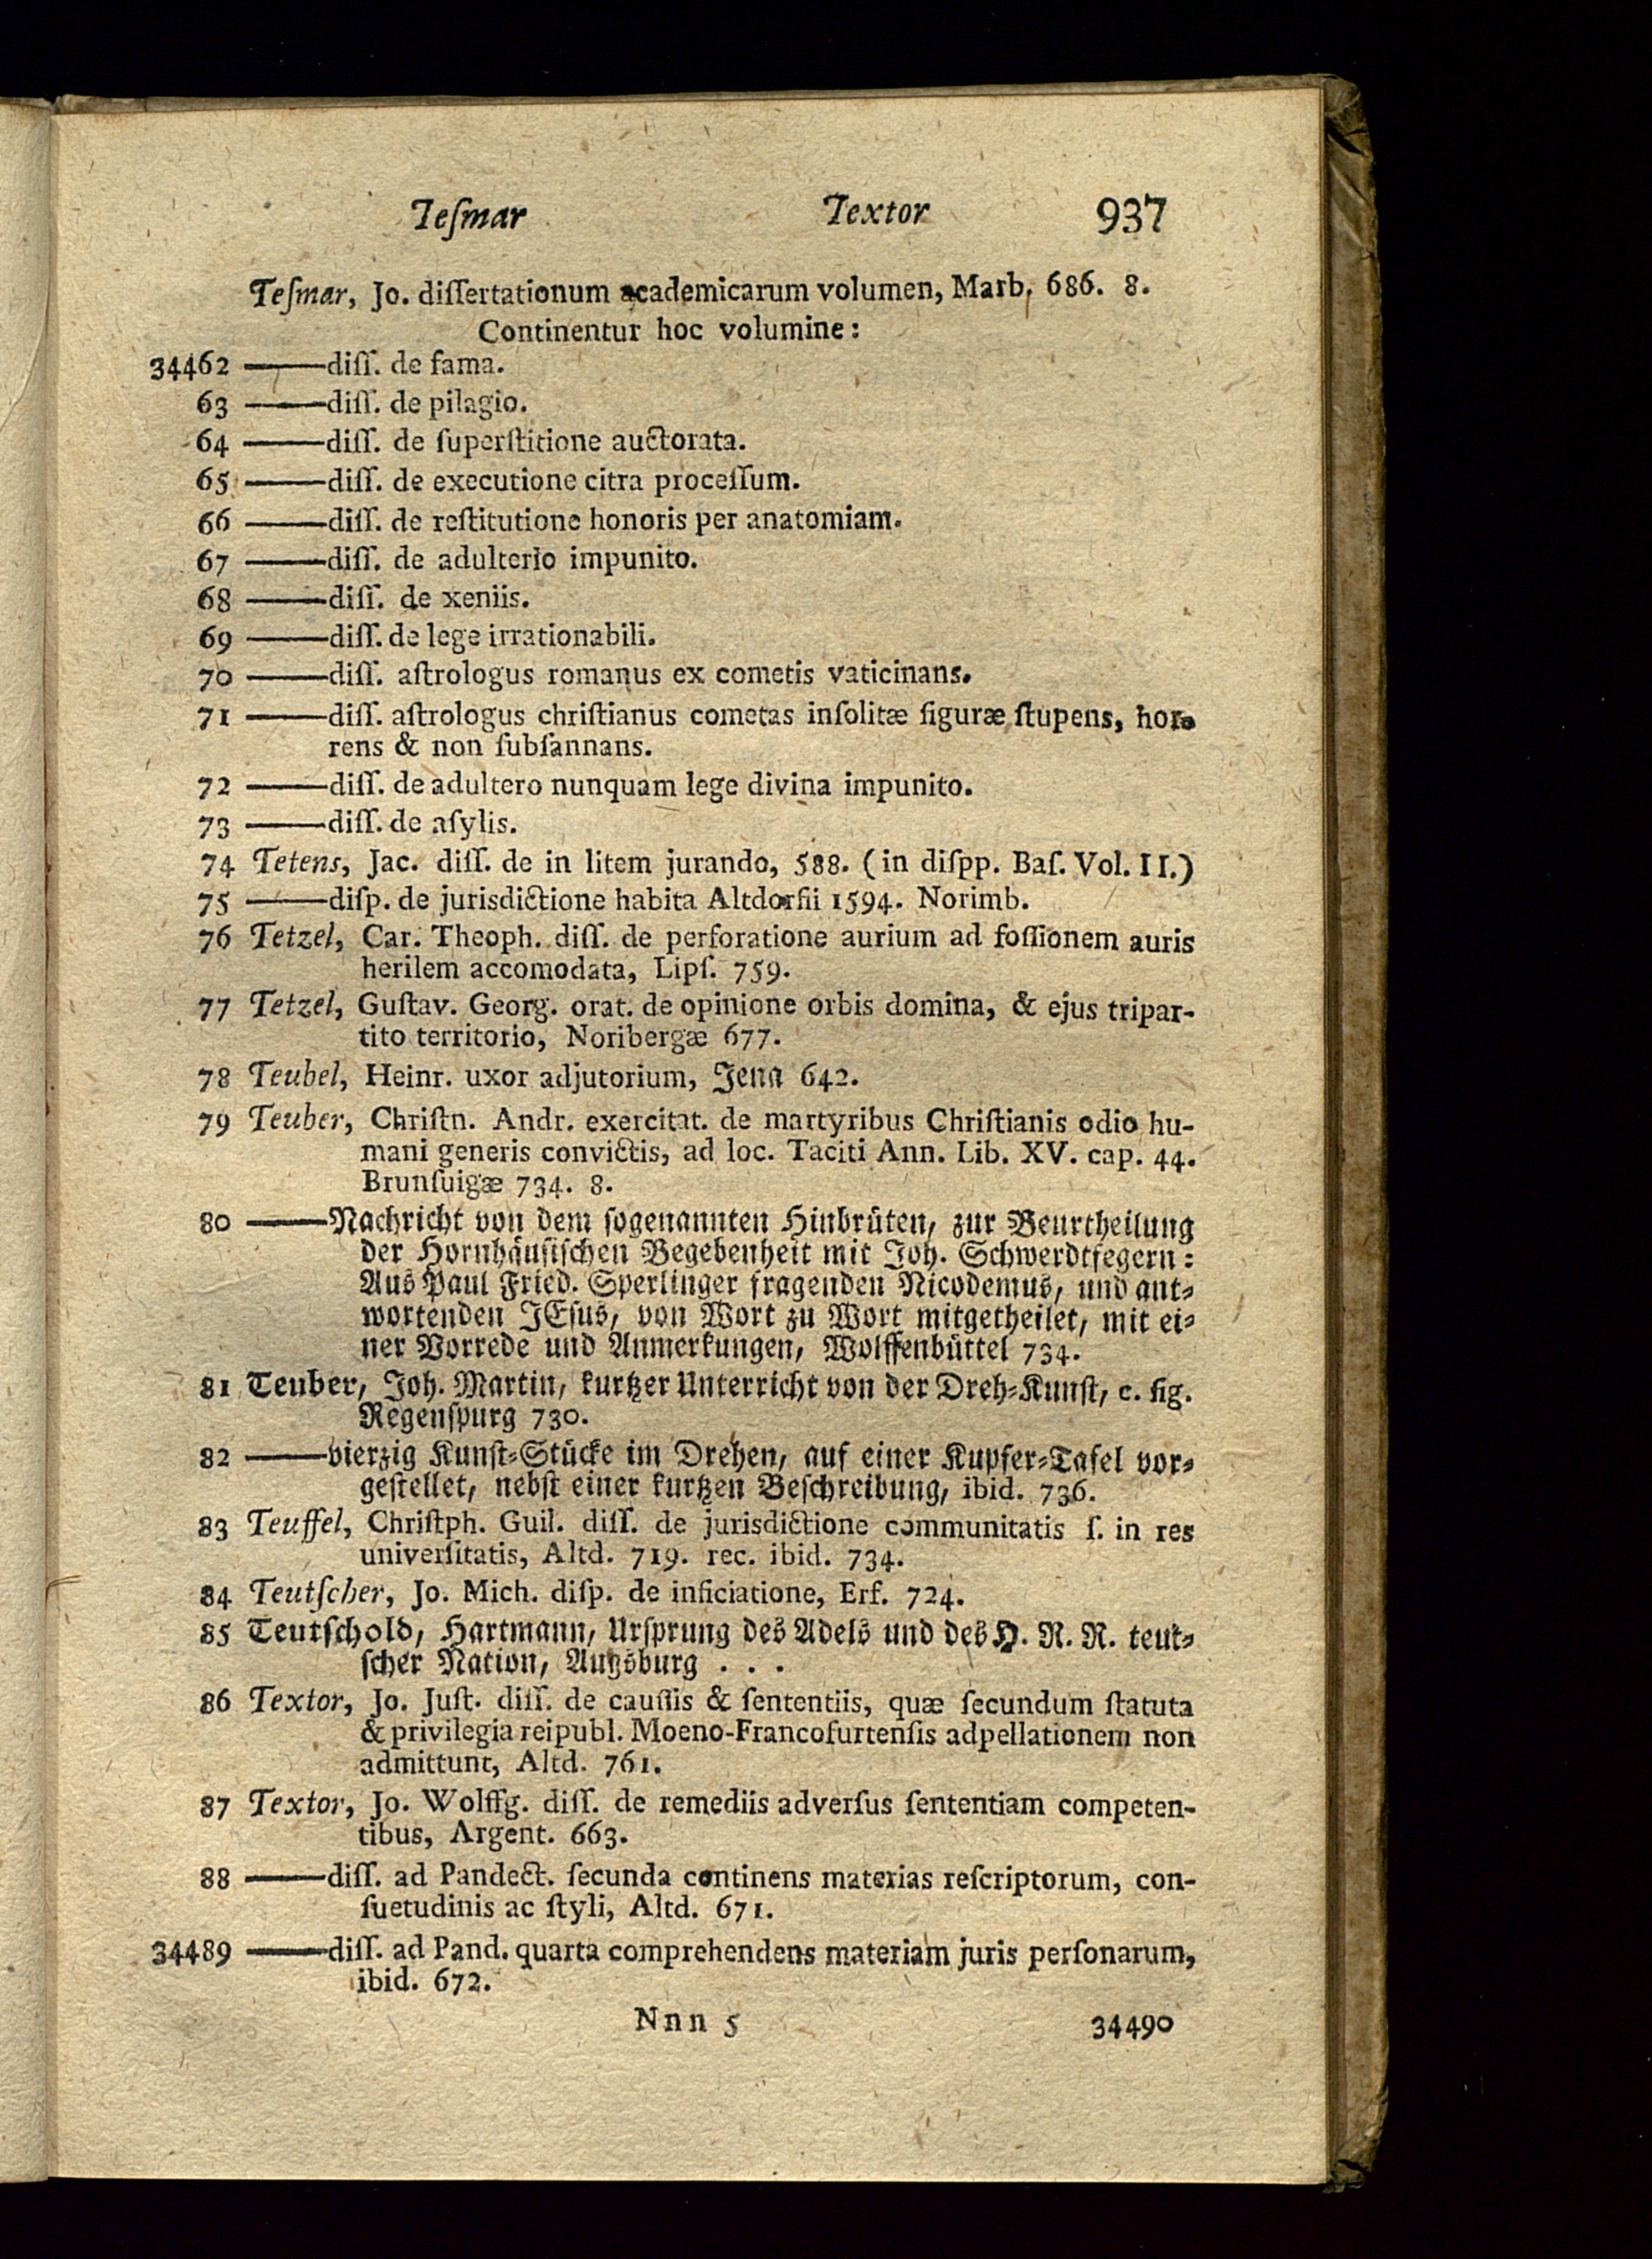 Teſmar Textor 937
Teſmar, Jo. diſſertationum academicarum volumen, Marb. 686. 8.
Continentur hoc volumine:
34462 ——diſſ. de fama.
63 ——diſſ. de pilagio.
64 ——diſſ. de ſuperſtitione auctorata.
65 ——diſſ. de executione citra proceſſum.
66 ——diſſ. de reſtitutione honoris per anatomiam.
67 ——diſſ. de adulterio impunito.
68 ——diſſ. de xeniis.
69 ——diſſ. de lege irrationabili.
70 ——diſſ. aſtrologus romanus ex cometis vaticinans.
71 ——diſſ. aſtrologus chriſtianus cometas inſolitæ figuræ ſtupens, hor-
rens & non ſubſannans.
72 ——diſſ. de adultero nunquam lege divina impunito.
73 ——diſſ. de aſylis.
74 Tetens, Jac. diſſ. de in litem jurando, 588. (in diſpp. Baſ. Vol. II.)
75 ——diſp. de jurisdictione habita Altdorfii 1594. Norimb.
76 Tetzel, Car. Theoph. diſſ. de perforatione aurium ad foſſionem auris
herilem accomodata, Lipſ. 759.
77 Tetzel, Guſtav. Georg. orat. de opinione orbis domina, & ejus tripar-
tito territorio, Noribergæ 677.
78 Teubel, Heinr. uxor adjutorium, Jena 642.
79 Teuber, Chriſtn. Andr. exercitat. de martyribus Chriſtianis odio hu-
mani generis convictis, ad loc. Taciti Ann. Lib. XV. cap. 44.
Brunſuigæ 734. 8.
80 ——Nachricht von dem ſogenannten Hinbrüten, zur Beurtheilung
der Hornhäuſiſchen Begebenheit mit Joh. Schwerdtfegern:
Aus Paul Fried. Sperlinger fragenden Nicodemus, und ant-
wortenden JEſus, von Wort zu Wort mitgetheilet, mit ei-
ner Vorrede und Anmerkungen, Wolffenbüttel 734.
81 Teuber, Joh. Martin, kurtzer Unterricht von der Dreh-Kunſt, c. fig.
Regenſpurg 730.
82 ——vierzig Kunſt-Stücke im Drehen, auf einer Kupfer-Tafel vor-
geſtellet, nebſt einer kurtzen Beſchreibung, ibid. 736.
83 Teuffel, Chriſtph. Guil. diſſ. de jurisdictione communitatis ſ. in res
univerſitatis, Altd. 719. rec. ibid. 734.
84 Teutſcher, Jo. Mich. diſp. de inficiatione, Erf. 724.
85 Teutſchold, Hartmann, Urſprung des Adels und des H. R. R. teut-
ſcher Nation, Augsburg . . .
86 Textor, Jo. Juſt. diſſ. de cauſſis & ſententiis, quæ ſecundum ſtatuta
& privilegia reipubl. Moeno-Francofurtenſis adpellationem non
admittunt, Altd. 761.
87 Textor, Jo. Wolffg. diſſ. de remediis adverſus ſententiam competen-
tibus, Argent. 663.
88 ——diſſ. ad Pandect. ſecunda continens materias reſcriptorum, con-
ſuetudinis ac ſtyli, Altd. 671.
34489 ——diſſ. ad Pand. quarta comprehendens materiam juris perſonarum,
ibid. 672.
Nnn 5 34490